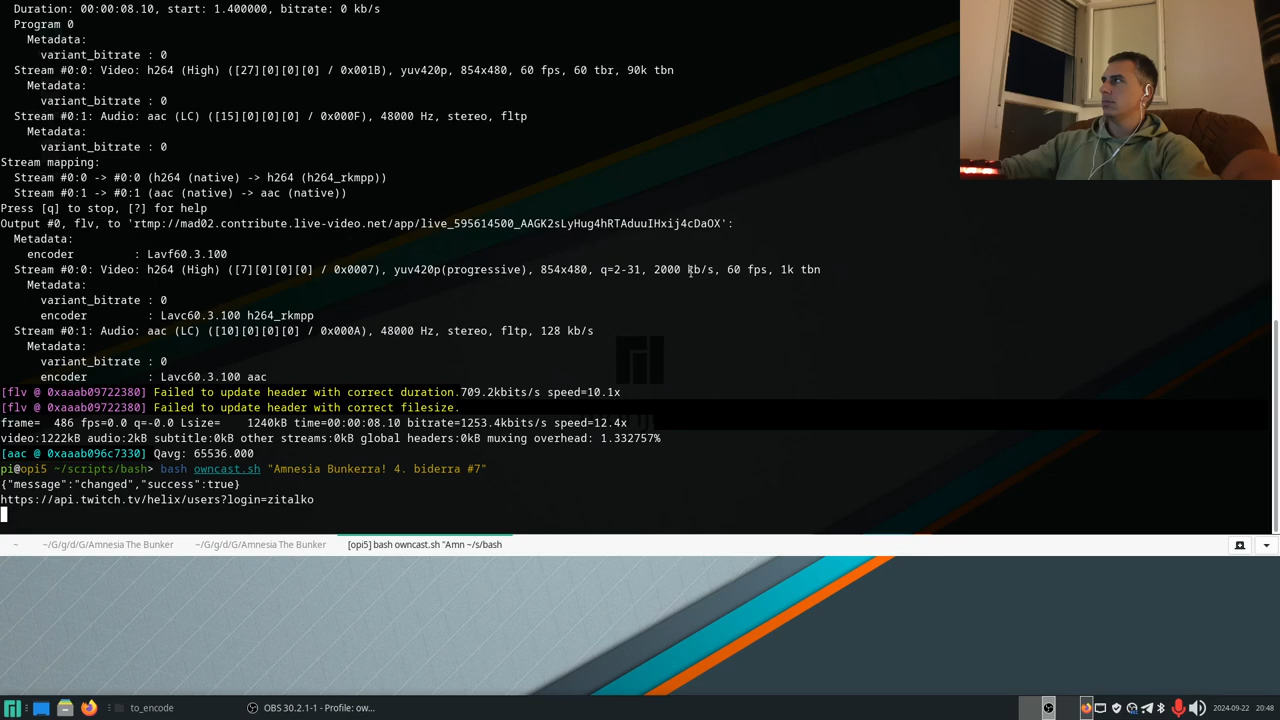 Duration: 00:00:08.10, start: 1.400000, bitrate: 0 kb/s
Program 0
Metadata:
variant_bitrate : 0
Stream #0:0: Video: h264 (High) ([27][0][0][0] / 0x001B), yuv420p, 854x480, 60 fps, 60 tbr, 90k tbn
Metadata:
variant_bitrate : 0
Stream #0:1: Audio: aac (LC) ([15][0][0][0] / 0x000F), 48000 Hz, stereo, fltp
Metadata:
variant_bitrate : 0
Stream mapping:
Stream #0:0 -> #0:0 (h264 (native) -> h264 (h264_rkmpp))
Stream #0:1 -> #0:1 (aac (native) -> aac (native))
Press [q] to stop, [?] for help
Output #0, flv, to 'rtmp://mad02.contribute.live-video.net/app/live_595614500_AAGK2sLyHug4hRTAduuIHxij4cDaOX':
Metadata:
encoder : Lavf60.3.100
Stream #0:0: Video: h264 (High) ([7][0][0][0] / 0x0007), yuv420p(progressive), 854x480, q=2-31, 2000 kb/s, 60 fps, 1k tbn
Metadata:
variant_bitrate : 0
encoder : Lavc60.3.100 h264_rkmpp
Stream #0:1: Audio: aac (LC) ([10][0][0][0] / 0x000A), 48000 Hz, stereo, fltp, 128 kb/s
Metadata:
variant_bitrate : 0
encoder : Lavc60.3.100 aac
[flv @ 0xaaab09722380] Failed to update header with correct duration.709.2kbits/s speed=10.1x
[flv @ 0xaaab09722380] Failed to update header with correct filesize.
frame= 486 fps=0.0 q=-0.0 Lsize= 1240kB time=00:00:08.10 bitrate=1253.4kbits/s speed=12.4x
video:1222kB audio:2kB subtitle:0kB other streams:0kB global headers:0kB muxing overhead: 1.332757%
[aac @ 0xaaab096c7330] Qavg: 65536.000
pi@opi5 ~/scripts/bash> bash owncast.sh "Amnesia Bunkerra! 4. biderra #7"
{"message":"changed","success":true}
https://api.twitch.tv/helix/users?login=zitalko
~ ~/G/g/d/G/Amnesia The Bunker ~/G/g/d/G/Amnesia The Bunker [opi5] bash owncast.sh "Amn ~/s/bash
to_encode OBS 30.2.1-1 - Profile: ow... 2024-09-22 20:48